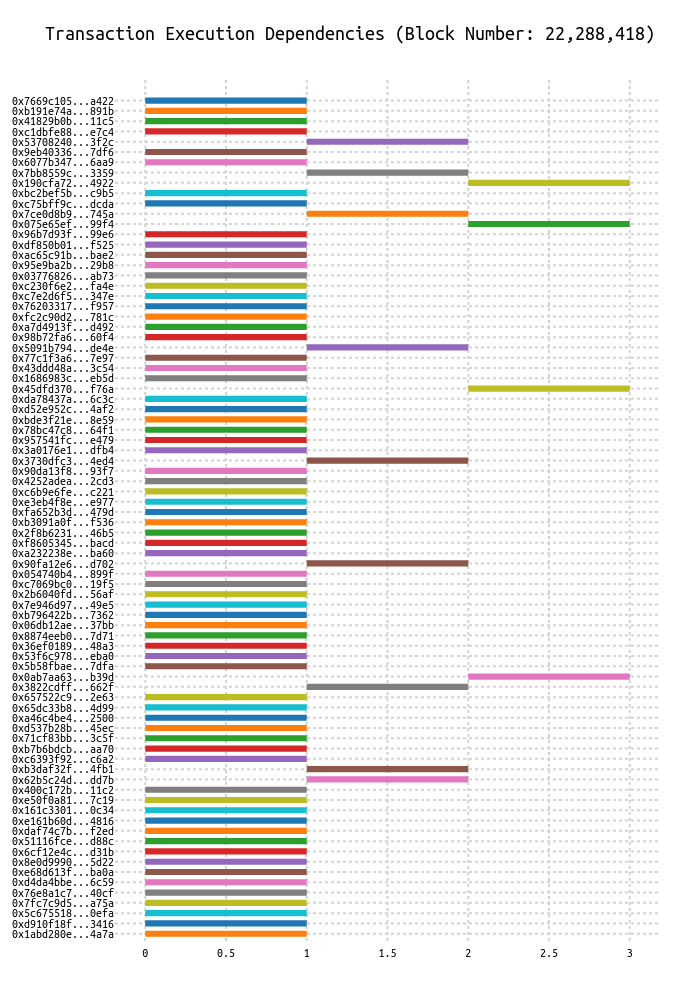 Transaction Execution Dependencies (Block Number: 22,288,418)
0x7669c105...a422
0xb191e74a...891b
0x41829b0b...11c5
0xc1dbfe88...e7c4
0x53708240...3f2c
0x9eb40336...7df6
0x6077b347...6aa9
0x7bb8559c...3359
0x190cfa72...4922
0xbc2bef5b...c9b5
0xc75bff9c...dcda
0x7ce0d8b9...745a
0x075e65ef...99f4
0x96b7d93f...99e6
0xdf850b01...f525
0xac65c91b...bae2
0x95e9ba2b...29b8
0x03776826...ab73
0xc230f6e2...fa4e
0xc7e2d6f5...347e
0x76203317...f957
0xfc2c90d2...781c
0xa7d4913f...d492
0x98b72fa6...60f4
0x5091b794...de4e
0x77c1f3a6...7e97
0x43ddd48a...3c54
0x1686983c...eb5d
0x45dfd370...f76a
0xda78437a...6c3c
0xd52e952c...4af2
0xbde3f21e...8e59
0x78bc47c8...64f1
0x957541fc...e479
0x3a0176e1...dfb4
0x3730dfc3...4ed4
0x90da13f8...93f7
0x4252adea...2cd3
0xc6b9e6fe...c221
0xe3eb4f8e...e977
0xfa652b3d...479d
0xb3091a0f...f536
0x2f8b6231...46b5
0xf8605345...bacd
0xa232238e...ba60
0x90fa12e6...d702
0x054740b4...899f
0xc7069bc0...19f5
0x2b6040fd...56af
0x7e946d97...49e5
0xb796422b...7362
0x06db12ae...37bb
0x8874eeb0...7d71
0x36ef0189...48a3
0x53f6c978...eba0
0x5b58fbae...7dfa
0x0ab7aa63...b39d
0x3822cdff...662f
0x657522c9...2e63
0x65dc33b8...4d99
0xa46c4be4...2500
0xd537b28b...45ec
0x71cf83bb...3c5f
0xb7b6bdcb...aa70
0xc6393f92...c6a2
0xb3daf32f...4fb1
0x62b5c24d...dd7b
0x400c172b...11c2
0xe50f0a81...7c19
0x161c3301...0c34
0xe161b60d...4816
0xdaf74c7b...f2ed
0x51116fce...d88c
0x6cf12e4c...d31b
0x8e0d9990...5d22
0xe68d613f...ba0a
0xd4da4bbe...6c59
0x76e8a1c7...40cf
0x7fc7c9d5...a75a
0x5c675518...0efa
0xd910f18f...3416
0x1abd280e...4a7a
0 0.5 1 1.5 2 2.5 3